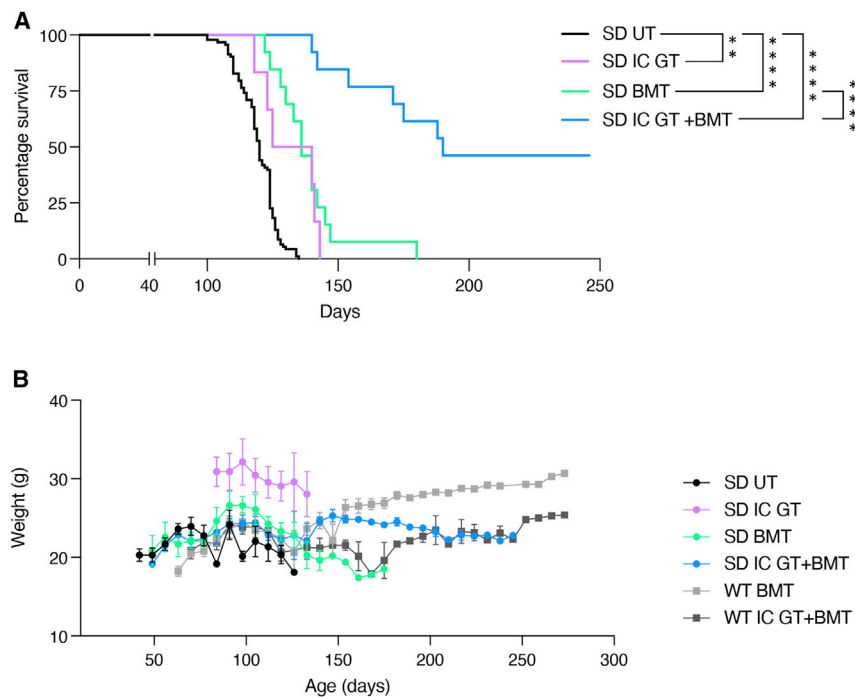 A
100
75
50
25
0
Percentage survival
0
40
100
150
200
250
Days
SD UT
SD IC GT
SD BMT
SD IC GT +BMT
**
****
****
****
B
40
30
20
10
Weight (g)
50
100
150
200
250
300
Age (days)
SD UT
SD IC GT
SD BMT
SD IC GT+BMT
WT BMT
WT IC GT+BMT